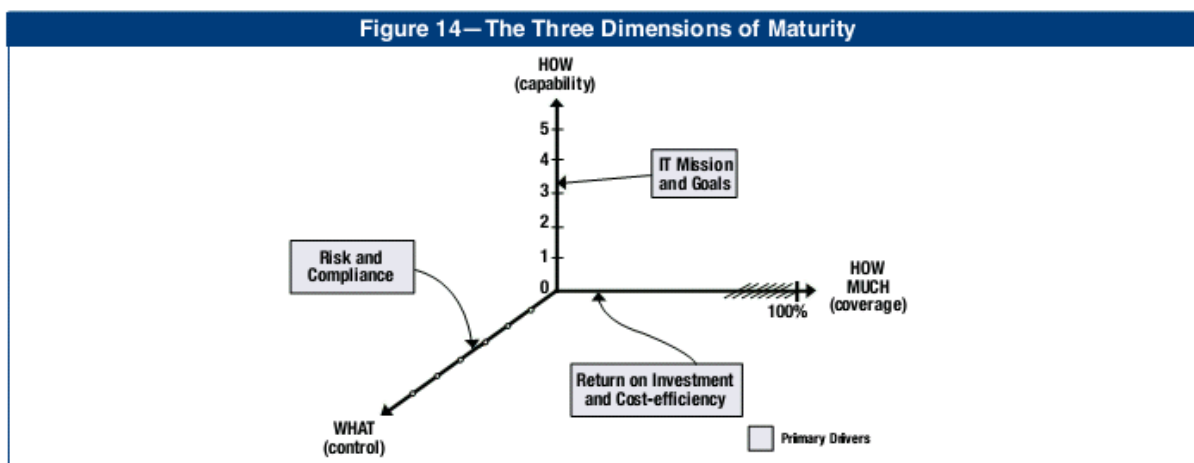 Figure 14—The Three Dimensions of Maturity
HOW
(capability)
5
4
3
2
1
0
IT Mission
and Goals
Risk and
Compliance
HOW
MUCH
(coverage)
100%
Return on Investment
and Cost-efficiency
WHAT
(control)
Primary Drivers